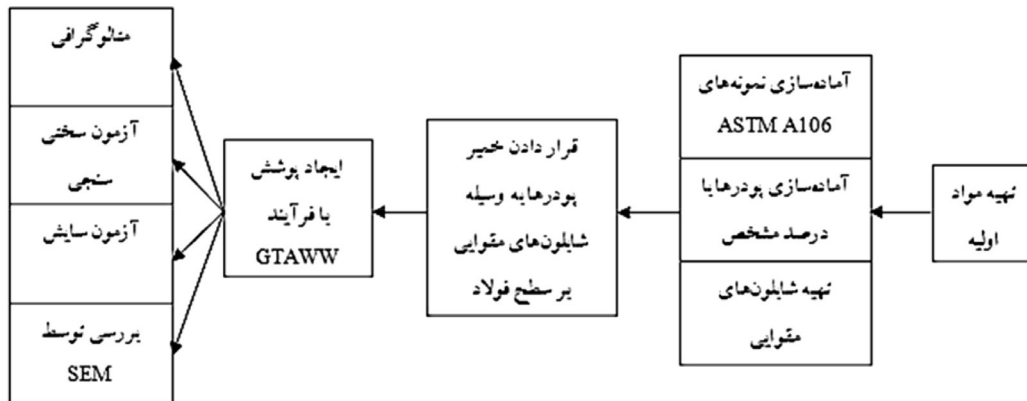 تهیه مواد
اولیه
آماده‌سازی نمونه‌های
ASTM A106
آماده‌سازی پودرها با
درصد مشخص
تهیه شابلون‌های
مقوایی
قرار دادن خمیر
پودرها به وسیله
شابلون‌های مقوایی
بر سطح فولاد
ایجاد پوشش
با فرآیند
GTAWW
متالوگرافی
آزمون سختی
سنجی
آزمون سایش
بررسی توسط
SEM